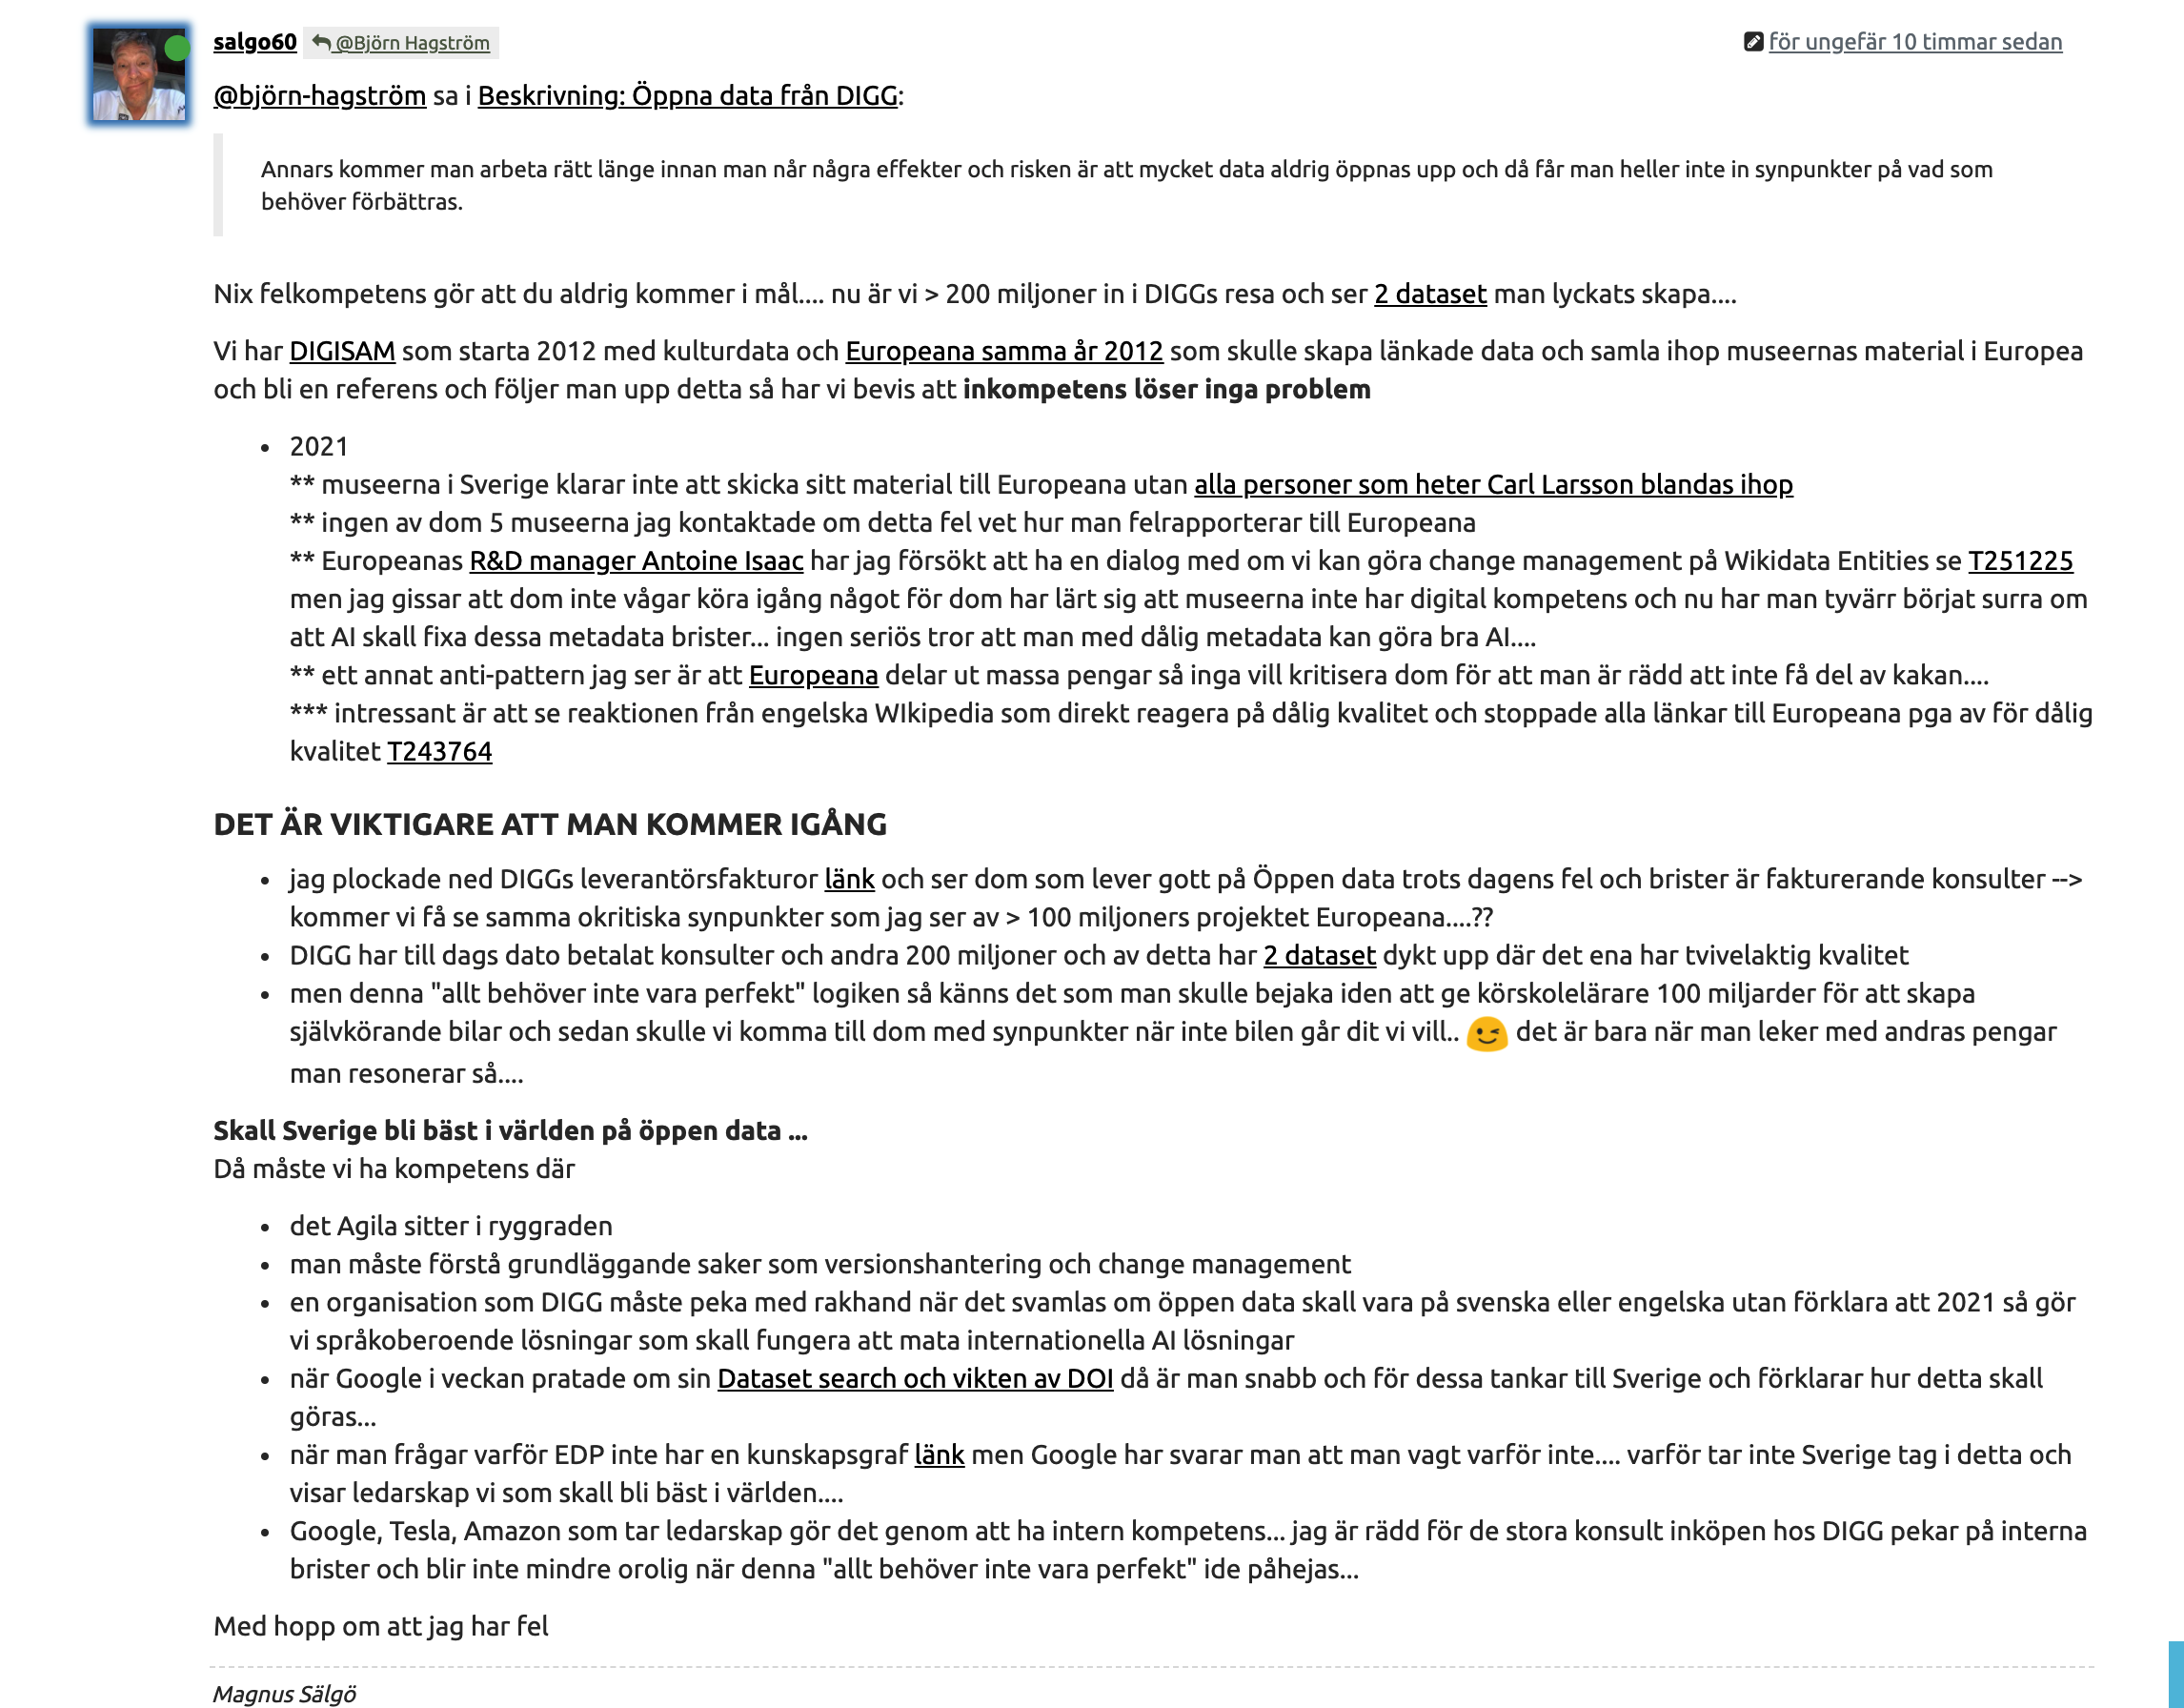 salgo60 @Björn Hagström för ungefär 10 timmar sedan
@björn-hagström sa i Beskrivning: Öppna data från DIGG:
Annars kommer man arbeta rätt länge innan man når några effekter och risken är att mycket data aldrig öppnas upp och då får man heller inte in synpunkter på vad som
behöver förbättras.
Nix felkompetens gör att du aldrig kommer i mål.... nu är vi > 200 miljoner in i DIGGs resa och ser 2 dataset man lyckats skapa....
Vi har DIGISAM som starta 2012 med kulturdata och Europeana samma år 2012 som skulle skapa länkade data och samla ihop museernas material i Europea
och bli en referens och följer man upp detta så har vi bevis att inkompetens löser inga problem
• 2021
** museerna i Sverige klarar inte att skicka sitt material till Europeana utan alla personer som heter Carl Larsson blandas ihop
** ingen av dom 5 museerna jag kontaktade om detta fel vet hur man felrapporterar till Europeana
** Europeanas R&D manager Antoine Isaac har jag försökt att ha en dialog med om vi kan göra change management på Wikidata Entities se T251225
men jag gissar att dom inte vågar köra igång något för dom har lärt sig att museerna inte har digital kompetens och nu har man tyvärr börjat surra om
att AI skall fixa dessa metadata brister... ingen seriös tror att man med dålig metadata kan göra bra AI....
** ett annat anti-pattern jag ser är att Europeana delar ut massa pengar så inga vill kritisera dom för att man är rädd att inte få del av kakan....
*** intressant är att se reaktionen från engelska WIkipedia som direkt reagera på dålig kvalitet och stoppade alla länkar till Europeana pga av för dålig
kvalitet T243764
DET ÄR VIKTIGARE ATT MAN KOMMER IGÅNG
• jag plockade ned DIGGs leverantörsfakturor länk och ser dom som lever gott på Öppen data trots dagens fel och brister är fakturerande konsulter -->
kommer vi få se samma okritiska synpunkter som jag ser av > 100 miljoners projektet Europeana....??
• DIGG har till dags dato betalat konsulter och andra 200 miljoner och av detta har 2 dataset dykt upp där det ena har tvivelaktig kvalitet
• men denna "allt behöver inte vara perfekt" logiken så känns det som man skulle bejaka iden att ge körskolelärare 100 miljarder för att skapa
självkörande bilar och sedan skulle vi komma till dom med synpunkter när inte bilen går dit vi vill.. 😉 det är bara när man leker med andras pengar
man resonerar så....
Skall Sverige bli bäst i världen på öppen data ...
Då måste vi ha kompetens där
• det Agila sitter i ryggraden
• man måste förstå grundläggande saker som versionshantering och change management
• en organisation som DIGG måste peka med rakhand när det svamlas om öppen data skall vara på svenska eller engelska utan förklara att 2021 så gör
vi språkoberoende lösningar som skall fungera att mata internationella AI lösningar
• när Google i veckan pratade om sin Dataset search och vikten av DOI då är man snabb och för dessa tankar till Sverige och förklarar hur detta skall
göras...
• när man frågar varför EDP inte har en kunskapsgraf länk men Google har svarar man att man vagt varför inte.... varför tar inte Sverige tag i detta och
visar ledarskap vi som skall bli bäst i världen....
• Google, Tesla, Amazon som tar ledarskap gör det genom att ha intern kompetens... jag är rädd för de stora konsult inköpen hos DIGG pekar på interna
brister och blir inte mindre orolig när denna "allt behöver inte vara perfekt" ide påhejas...
Med hopp om att jag har fel
Magnus Sälgö